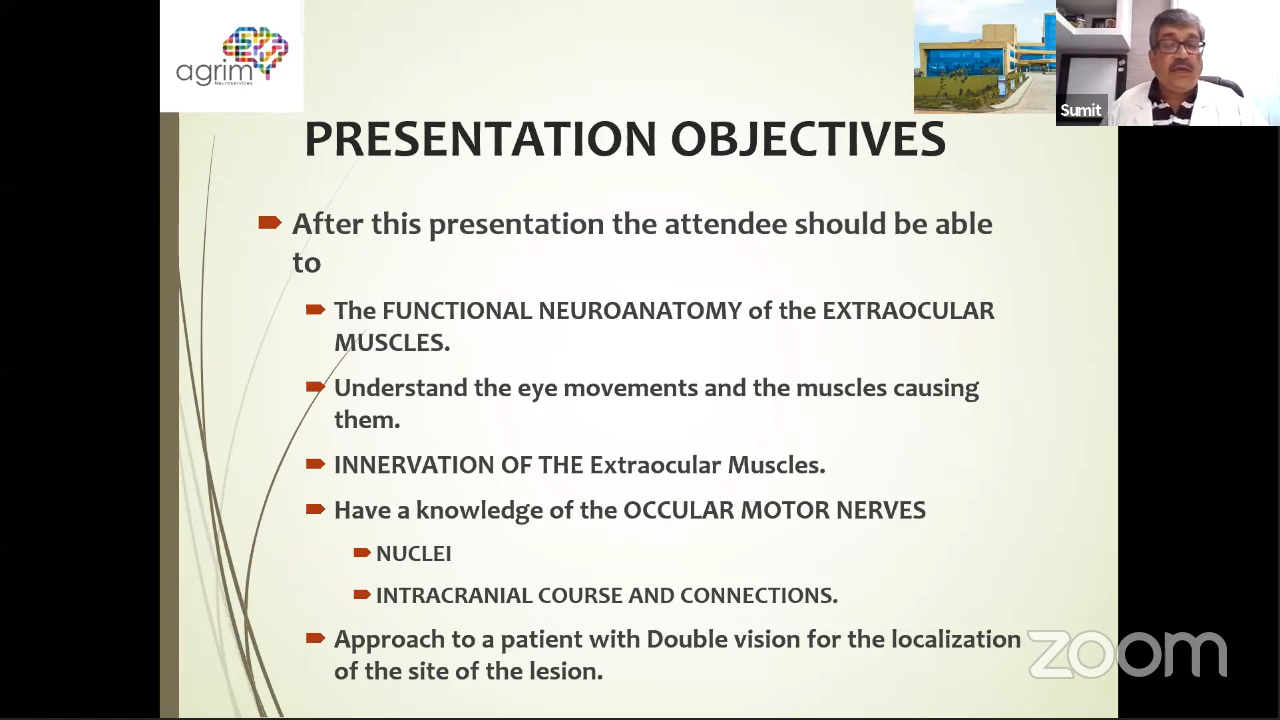 agrim
Neuroservices
Sumit
PRESENTATION OBJECTIVES
After this presentation the attendee should be able
to
The FUNCTIONAL NEUROANATOMY of the EXTRAOCULAR
MUSCLES.
Understand the eye movements and the muscles causing
them.
INNERVATION OF THE Extraocular Muscles.
Have a knowledge of the OCCULAR MOTOR NERVES
NUCLEI
INTRACRANIAL COURSE AND CONNECTIONS.
Approach to a patient with Double vision for the localization
of the site of the lesion.
zoom